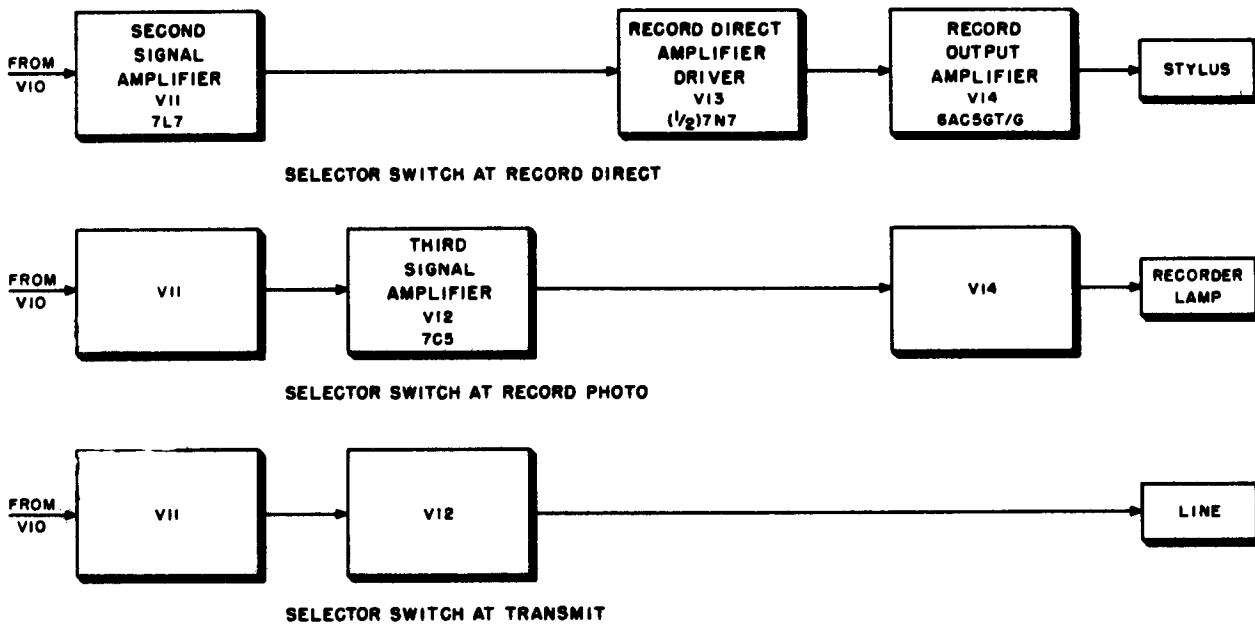 FROM
V10
SECOND
SIGNAL
AMPLIFIER
V11
7L7
RECORD DIRECT
AMPLIFIER
DRIVER
V13
(1/2)7N7
RECORD
OUTPUT
AMPLIFIER
V14
6AC5GT/G
STYLUS
SELECTOR SWITCH AT RECORD DIRECT
FROM
V10
V11
THIRD
SIGNAL
AMPLIFIER
V12
7C5
V14
RECORDER
LAMP
SELECTOR SWITCH AT RECORD PHOTO
FROM
V10
V11
V12
LINE
SELECTOR SWITCH AT TRANSMIT